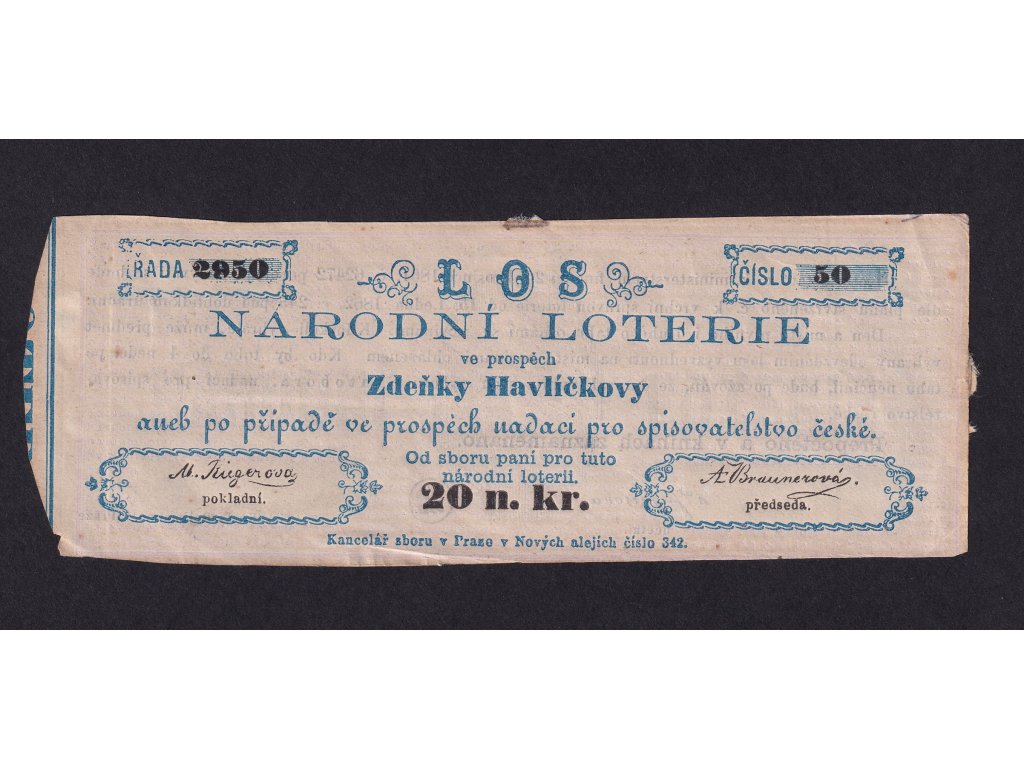 ŘADA 2950
LOS
ČÍSLO 50
NÁRODNÍ LOTERIE
ve prospěch
Zdeňky Havlíčkovy
aneb po případě ve prospěch nadací pro spisovatelstvo české.
Od sboru paní pro tuto
národní loterii.
M. Riegerova
pokladní.
20 n. kr.
A Braunerová
předseda.
Kancelář sboru v Praze v Nových alejích číslo 342.